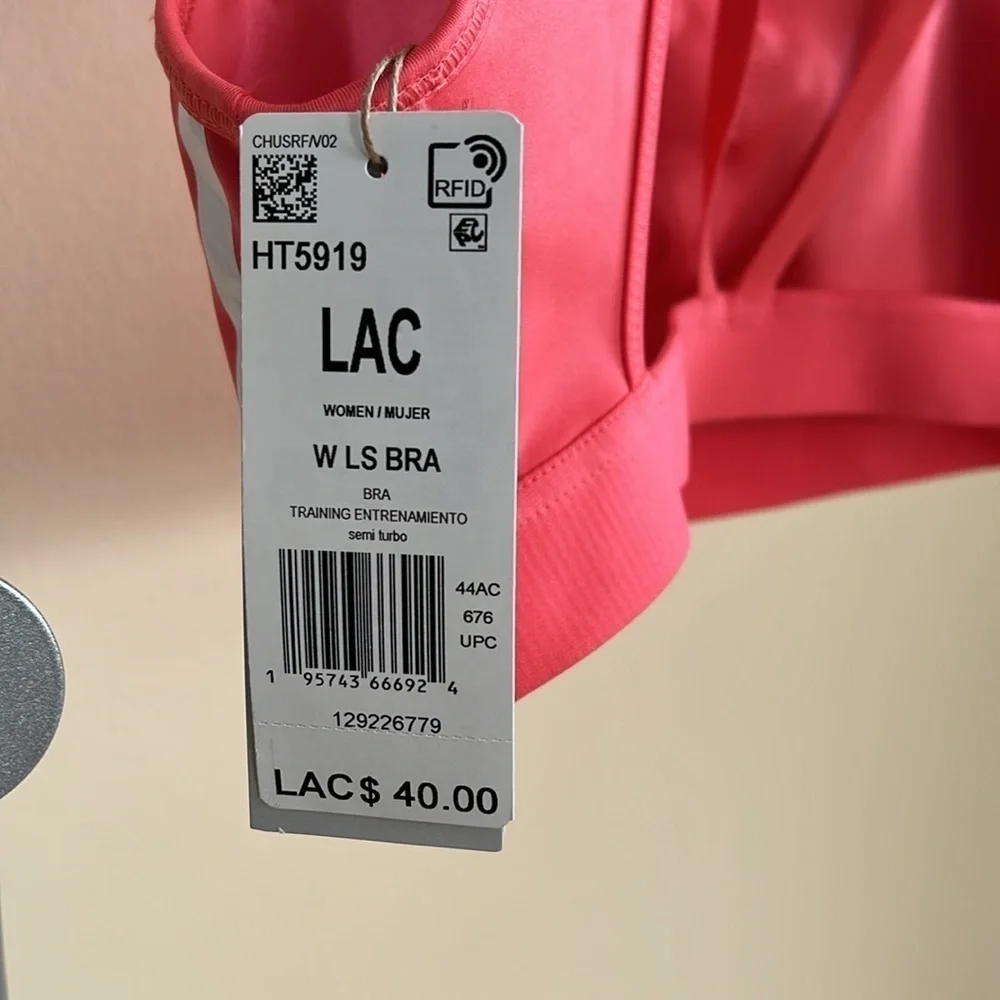 CHUSRF/V02
RFID
HT5919
LAC
WOMEN / MUJER
W LS BRA
BRA
TRAINING ENTRENAMIENTO
semi turbo
44AC
676
UPC
1 95743 66692 4
129226779
LAC$ 40.00